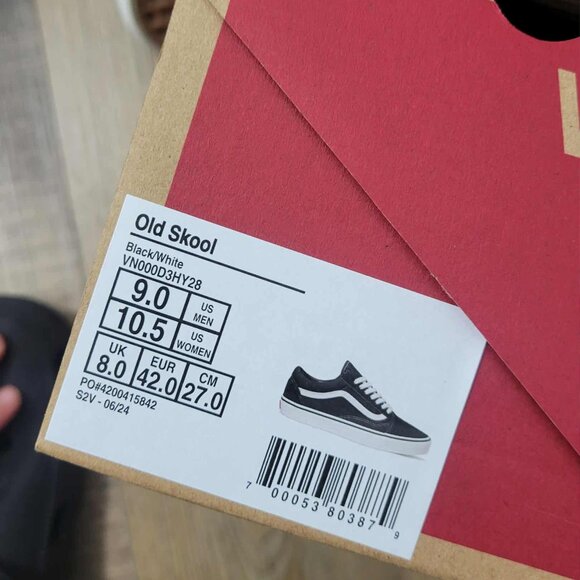 Old Skool
Black/White
VN000D3HY28
9.0 US MEN
10.5 US WOMEN
UK 8.0 EUR 42.0 CM 27.0
PO#4200415842
S2V - 06/24
7 00053 80387 9